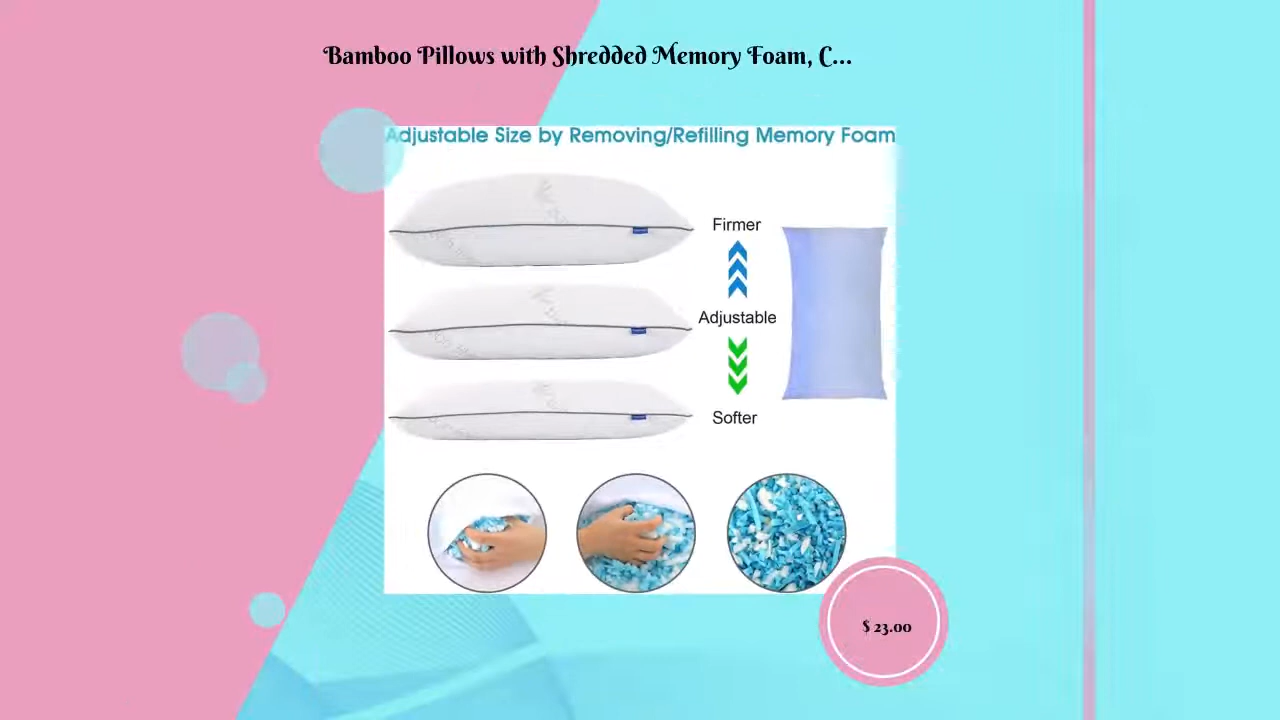 Bamboo Pillows with Shredded Memory Foam, C...
Adjustable Size by Removing/Refilling Memory Foam
Firmer
Adjustable
Softer
$ 23.00